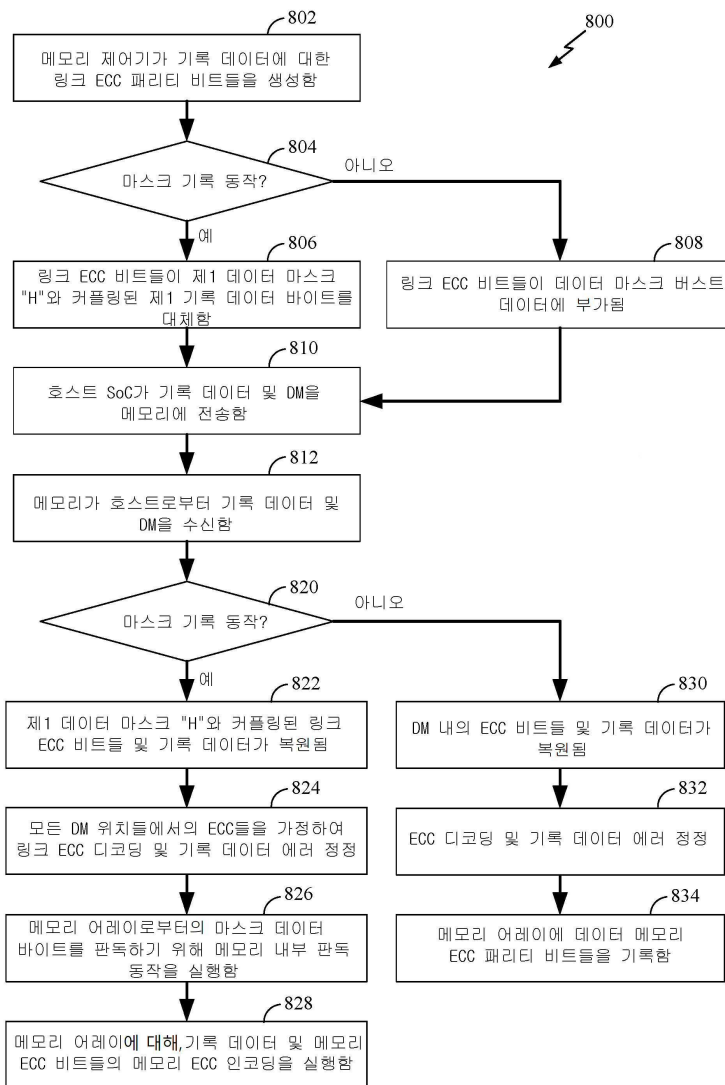 802
800
메모리 제어기가 기록 데이터에 대한
링크 ECC 패리티 비트들을 생성함
804
마스크 기록 동작?
아니오
예
806
링크 ECC 비트들이 제1 데이터 마스크
"H"와 커플링된 제1 기록 데이터 바이트를
대체함
808
링크 ECC 비트들이 데이터 마스크 버스트
데이터에 부가됨
810
호스트 SoC가 기록 데이터 및 DM을
메모리에 전송함
812
메모리가 호스트로부터 기록 데이터 및
DM을 수신함
820
마스크 기록 동작?
아니오
예
822
제1 데이터 마스크 "H"와 커플링된 링크
ECC 비트들 및 기록 데이터가 복원됨
830
DM 내의 ECC 비트들 및 기록 데이터가
복원됨
824
모든 DM 위치들에서의 ECC들을 가정하여
링크 ECC 디코딩 및 기록 데이터 에러 정정
832
ECC 디코딩 및 기록 데이터 에러 정정
826
메모리 어레이로부터의 마스크 데이터
바이트를 판독하기 위해 메모리 내부 판독
동작을 실행함
834
메모리 어레이에 데이터 메모리
ECC 패리티 비트들을 기록함
828
메모리 어레이에 대해,기록 데이터 및 메모리
ECC 비트들의 메모리 ECC 인코딩을 실행함